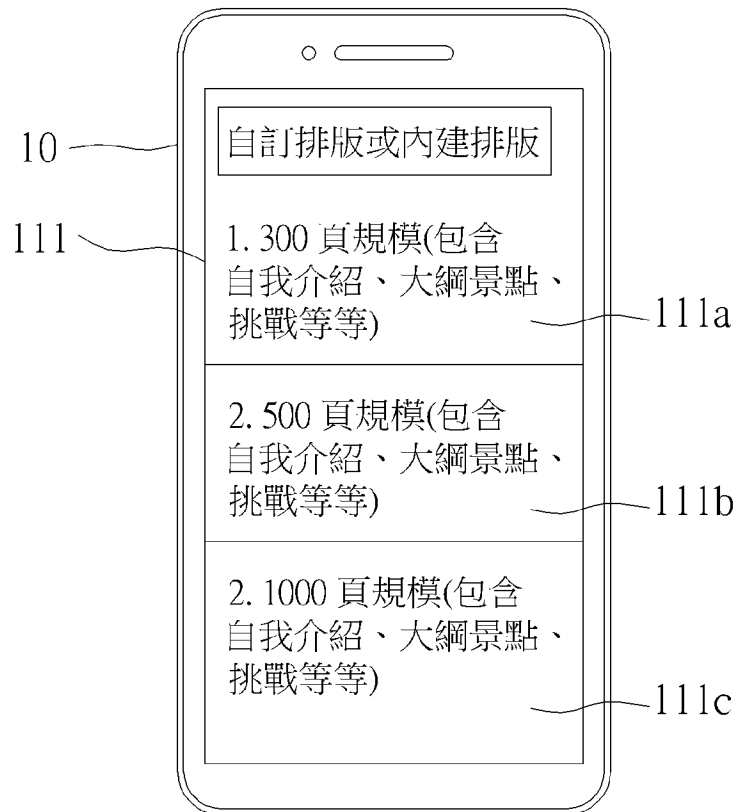 10
自訂排版或內建排版
111
1. 300 頁規模(包含
自我介紹、大綱景點、
挑戰等等)
111a
2. 500 頁規模(包含
自我介紹、大綱景點、
挑戰等等)
111b
2. 1000 頁規模(包含
自我介紹、大綱景點、
挑戰等等)
111c